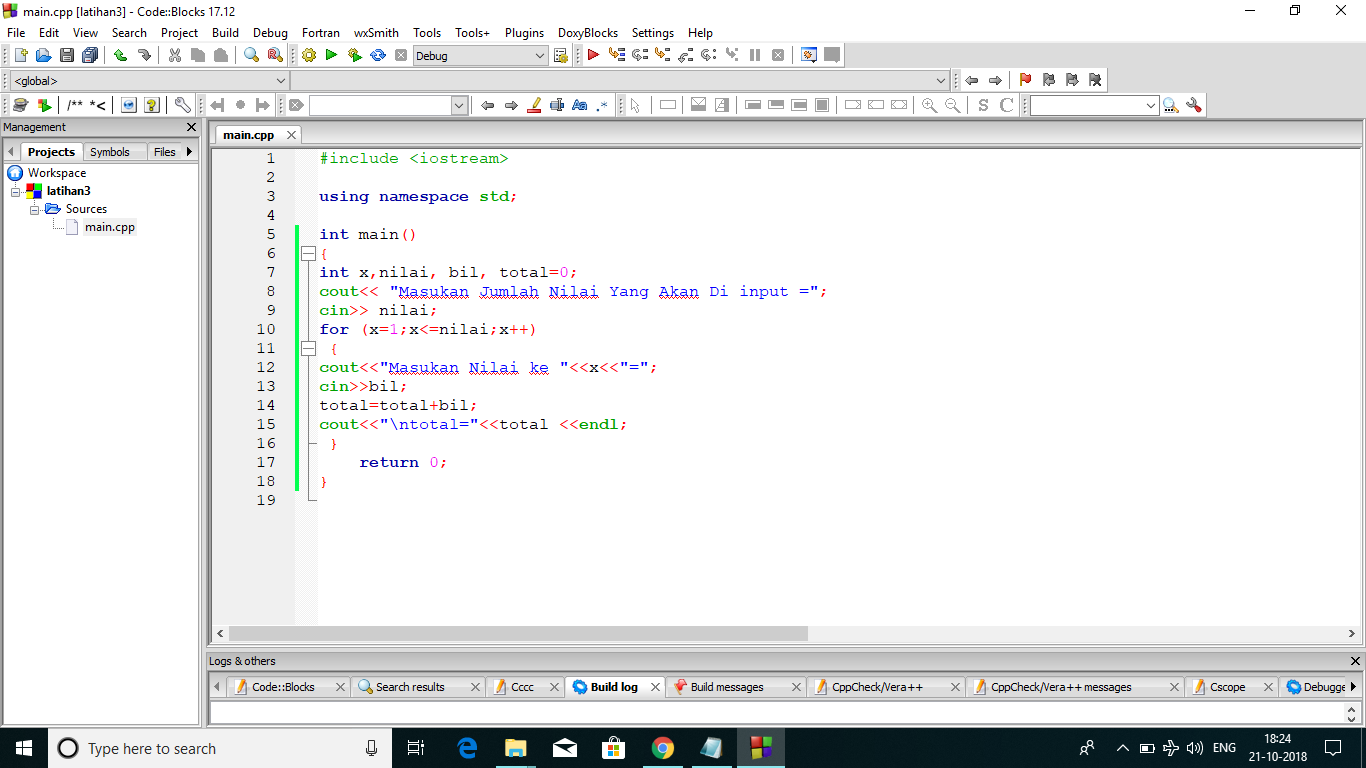 main.cpp [latihan3] - Code::Blocks 17.12
File Edit View Search Project Build Debug Fortran wxSmith Tools Tools+ Plugins DoxyBlocks Settings Help
Debug
<global>
/** *<
Aa .*
S C
Management
main.cpp
Projects Symbols Files
Workspace
latihan3
Sources
main.cpp
1 #include <iostream>
2
3 using namespace std;
4
5 int main()
6 {
7 int x,nilai, bil, total=0;
8 cout<< "Masukan Jumlah Nilai Yang Akan Di input =";
9 cin>> nilai;
10 for (x=1;x<=nilai;x++)
11 {
12 cout<<"Masukan Nilai ke "<<x<<"=";
13 cin>>bil;
14 total=total+bil;
15 cout<<"\ntotal="<<total <<endl;
16 }
17 return 0;
18 }
19
Logs & others
Code::Blocks Search results Cccc Build log Build messages CppCheck/Vera++ CppCheck/Vera++ messages Cscope Debugge
Type here to search
ENG
18:24
21-10-2018